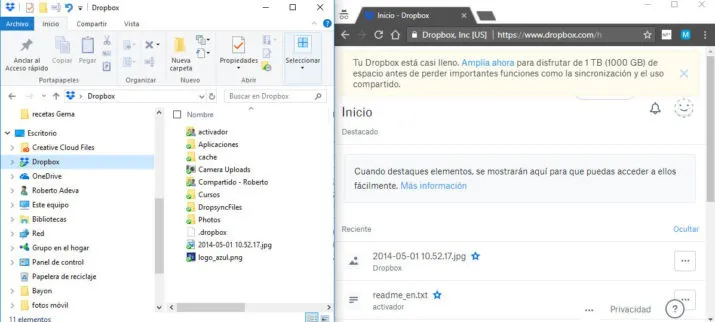 Dropbox
Archivo
Inicio
Compartir
Vista
Anclar al
Acceso rápido
Copiar
Pegar
Portapapeles
Organizar
Nueva
carpeta
Nuevo
Propiedades
Abrir
Seleccionar
Dropbox
Buscar en Dropbox
recetas Gema
Escritorio
Creative Cloud Files
Dropbox
OneDrive
Roberto Adeva
Este equipo
Bibliotecas
Red
Grupo en el hogar
Panel de control
Papelera de reciclaje
Bayon
fotos móvil
11 elementos
Nombre
activador
Aplicaciones
cache
Camera Uploads
Compartido - Roberto
Cursos
DropsyncFiles
Photos
.dropbox
2014-05-01 10.52.17.jpg
logo_azul.png
Inicio - Dropbox
Dropbox, Inc [US] https://www.dropbox.com/h
Tu Dropbox está casi lleno. Amplía ahora para disfrutar de 1 TB (1000 GB) de
espacio antes de perder importantes funciones como la sincronización y el uso
compartido.
Inicio
Destacado
Cuando destaques elementos, se mostrarán aquí para que puedas acceder a ellos
fácilmente. Más información
Reciente
Ocultar
2014-05-01 10.52.17.jpg
Dropbox
readme_en.txt
activador
Privacidad